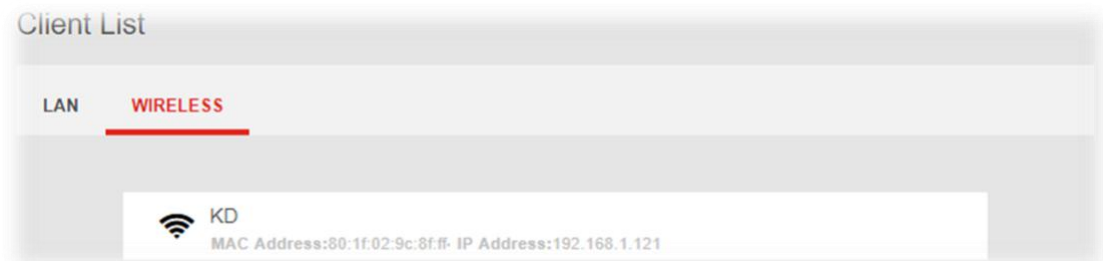 Client List
LAN WIRELESS
KD
MAC Address:80:1f:02:9c:8f:ff- IP Address:192.168.1.121